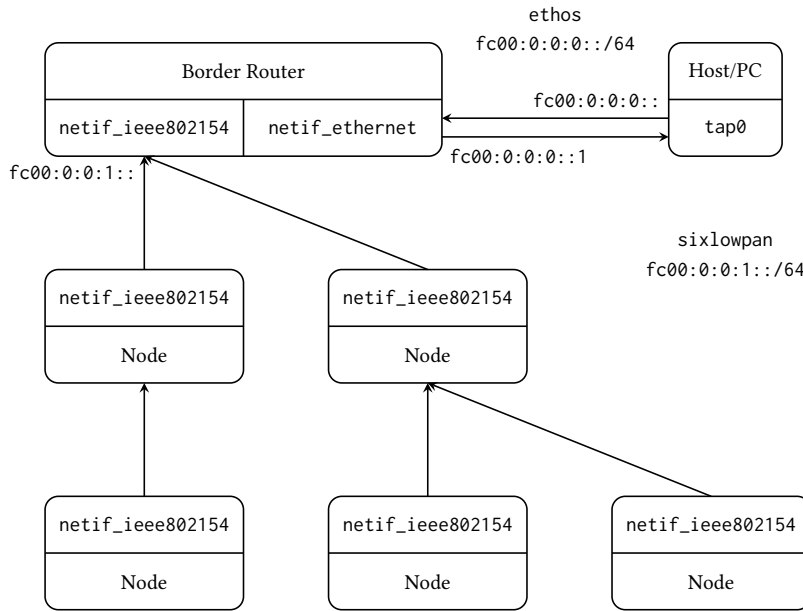 ethos
fc00:0:0:0::/64
Border Router
Host/PC
fc00:0:0:0::
netif_ieee802154
netif_ethernet
tap0
fc00:0:0:0::1
fc00:0:0:1::
sixlowpan
fc00:0:0:1::/64
netif_ieee802154
netif_ieee802154
Node
Node
netif_ieee802154
netif_ieee802154
netif_ieee802154
Node
Node
Node